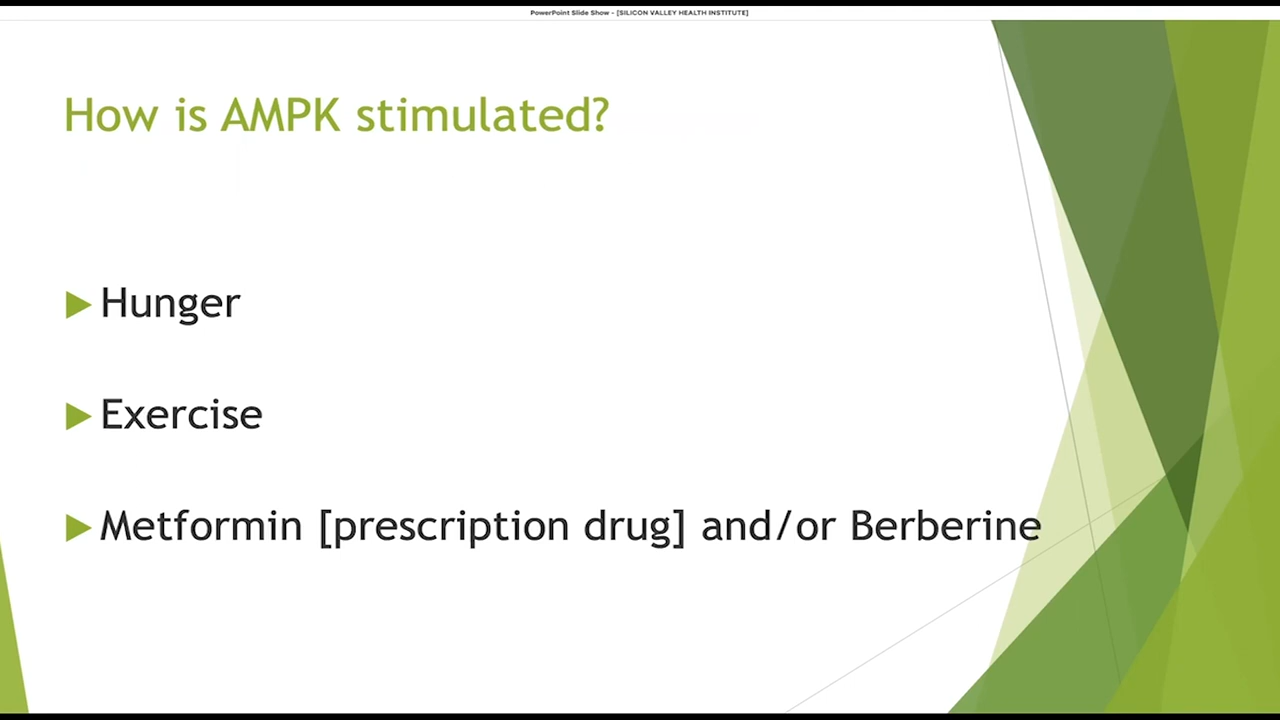 PowerPoint Slide Show - [SILICON VALLEY HEALTH INSTITUTE]
How is AMPK stimulated?
Hunger
Exercise
Metformin [prescription drug] and/or Berberine